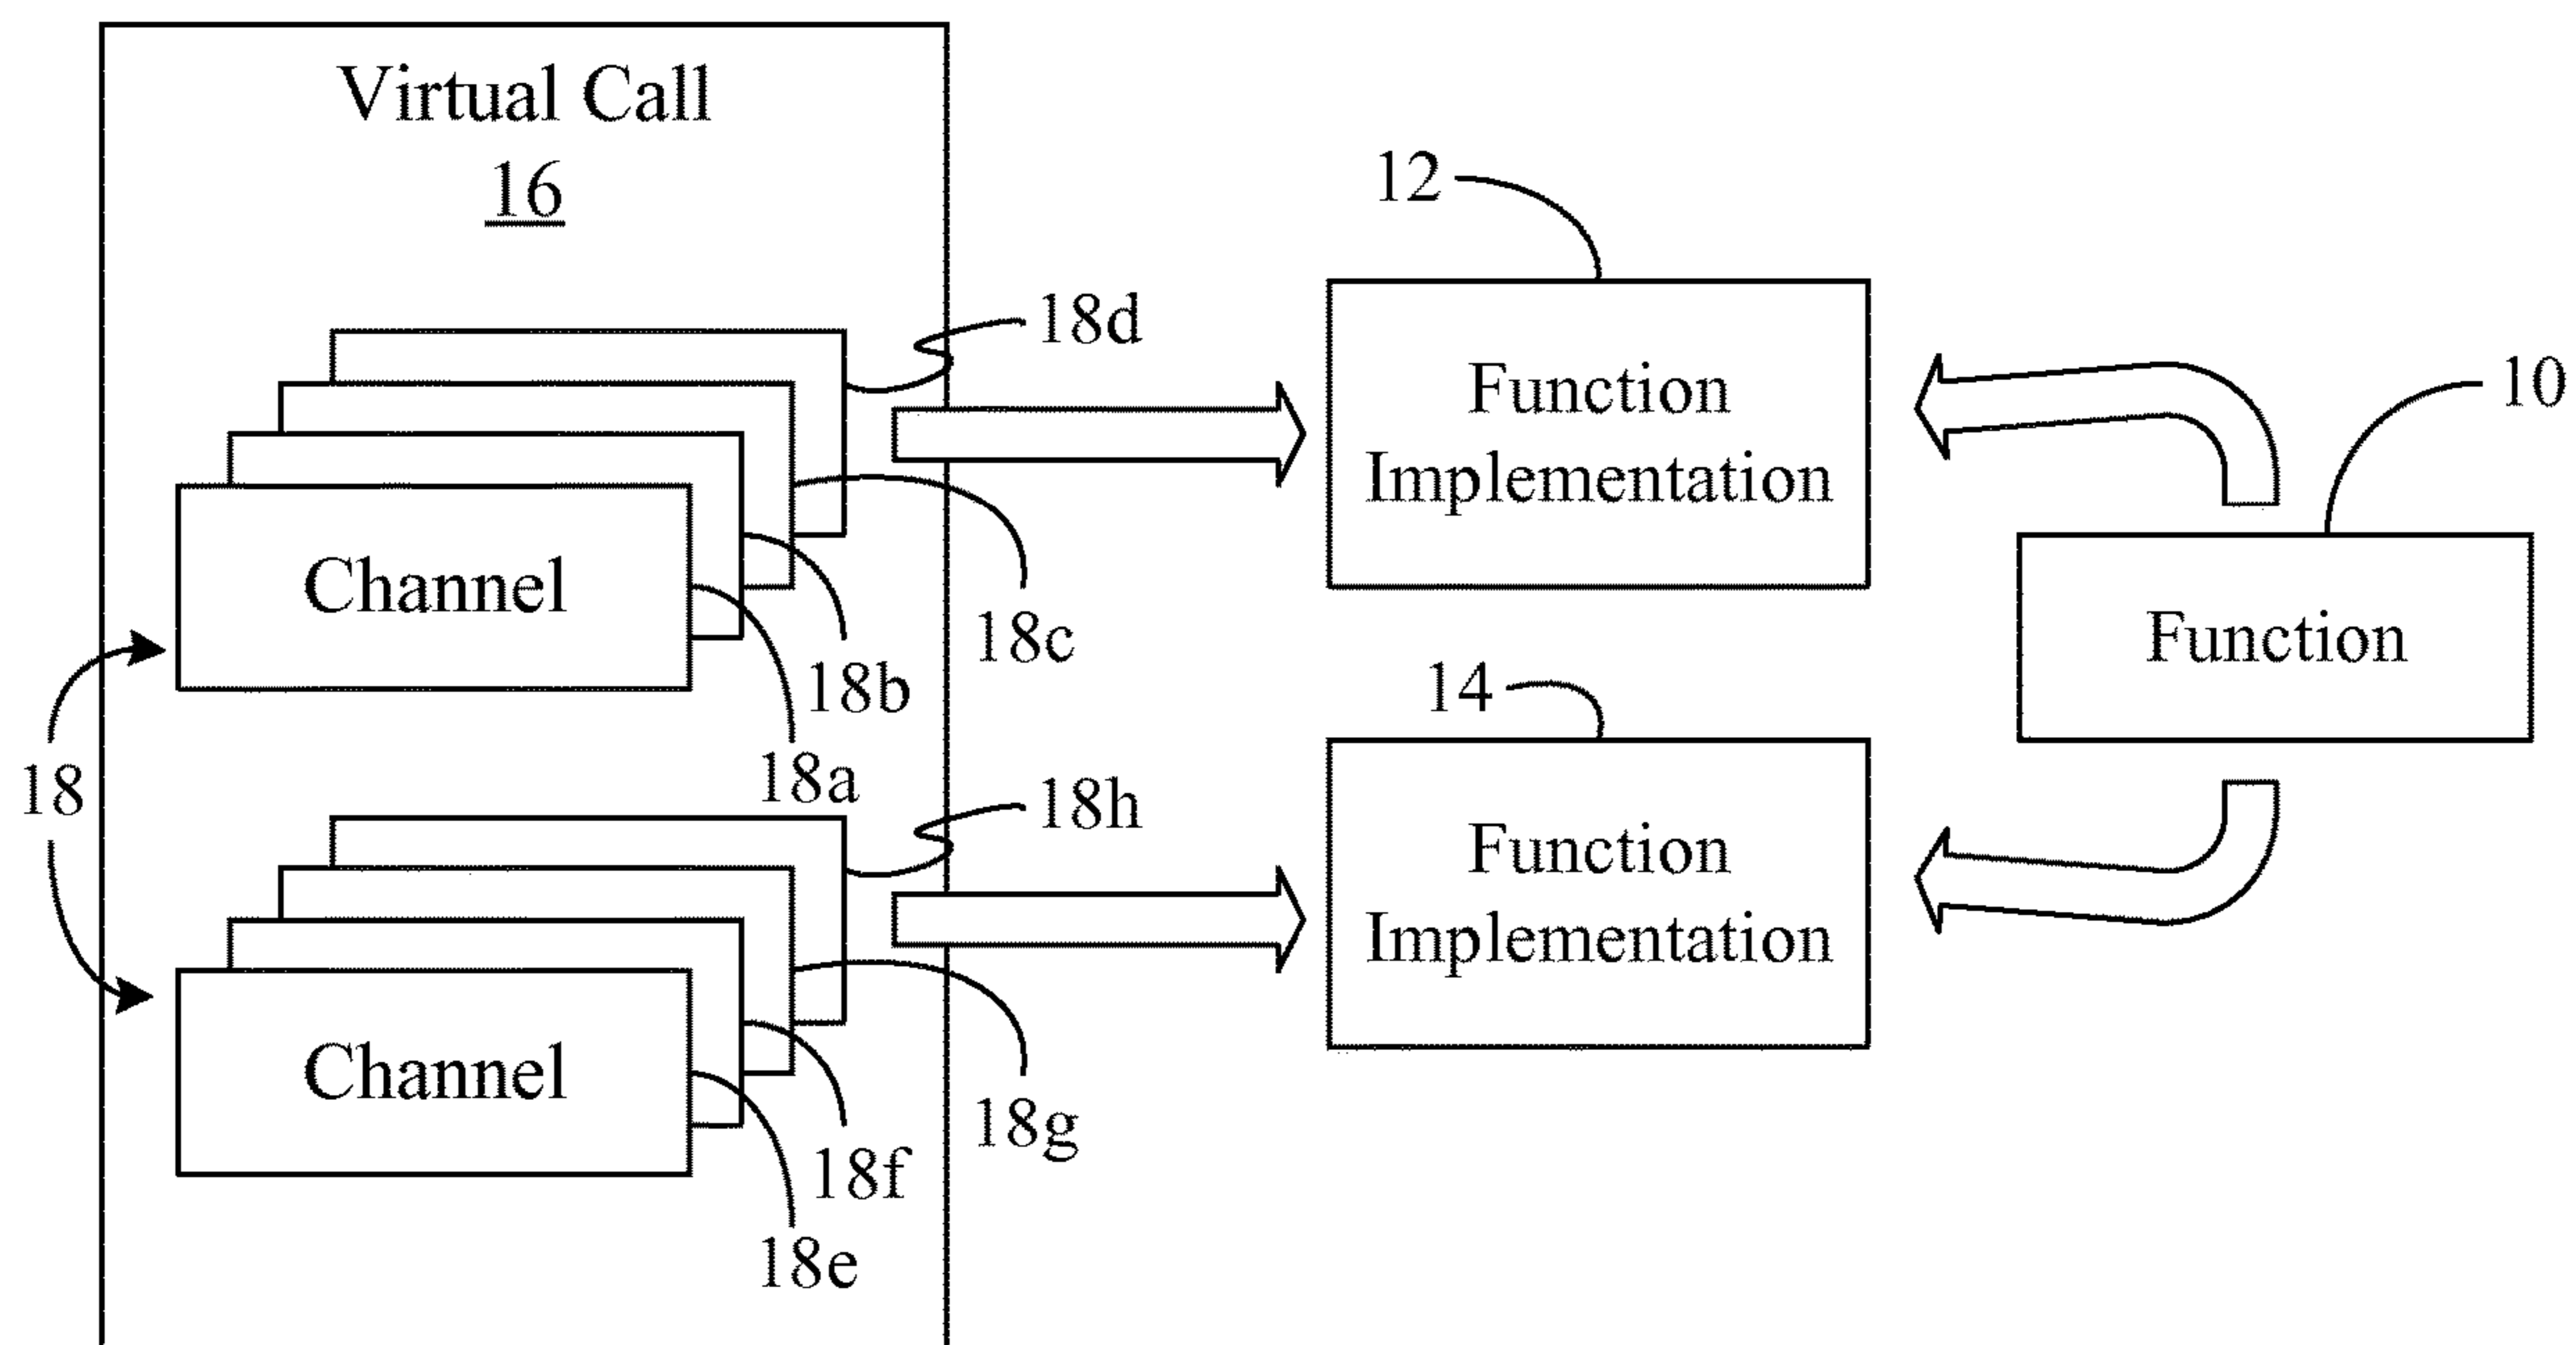 Virtual Call
16
12
18d
10
Function
Implementation
Channel
18c
Function
18b
14
18a
18
18h
Function
Implementation
Channel
18g
18f
18e